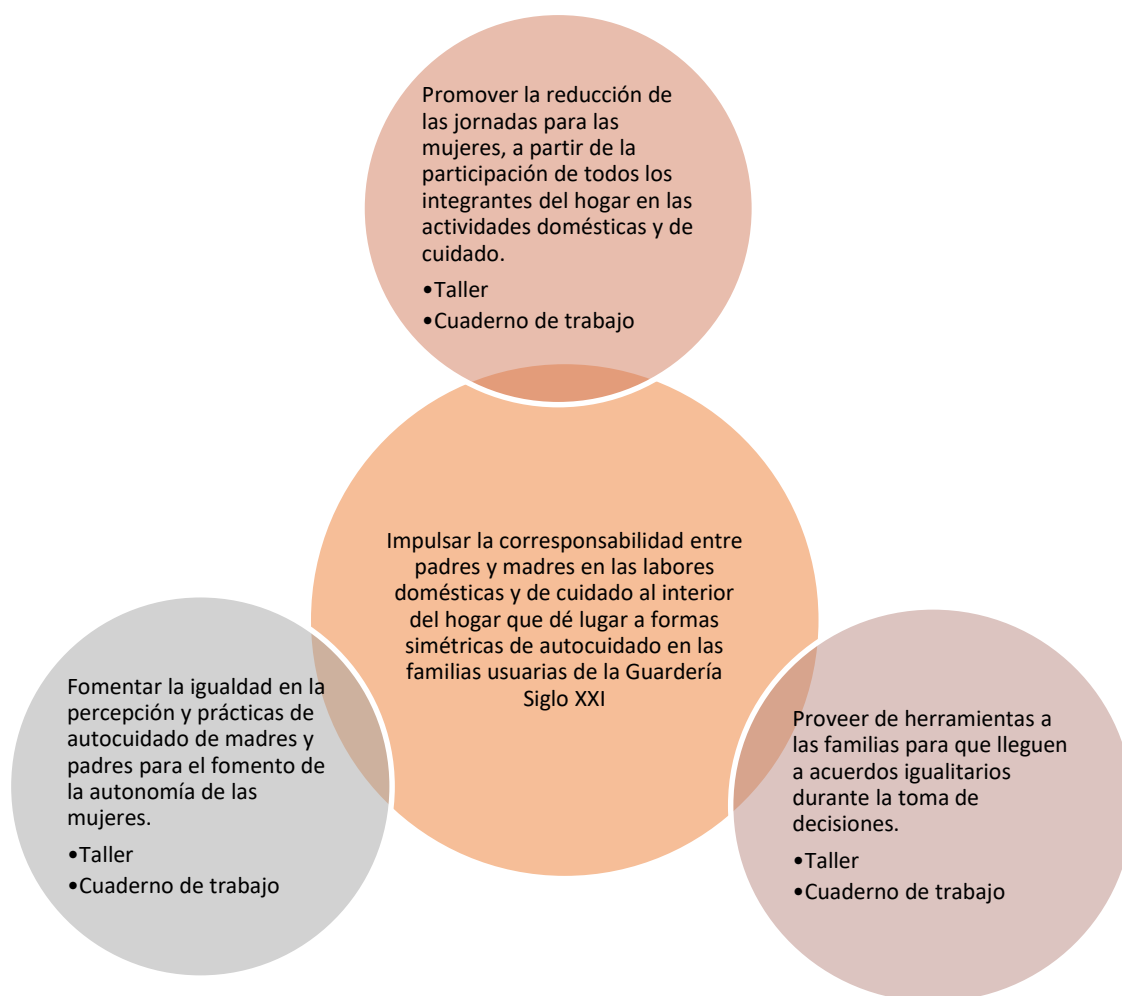 Promover la reducción de
las jornadas para las
mujeres, a partir de la
participación de todos los
integrantes del hogar en las
actividades domésticas y de
cuidado.
•Taller
•Cuaderno de trabajo
Impulsar la corresponsabilidad entre
padres y madres en las labores
domésticas y de cuidado al interior
del hogar que dé lugar a formas
simétricas de autocuidado en las
familias usuarias de la Guardería
Siglo XXI
Fomentar la igualdad en la
percepción y prácticas de
autocuidado de madres y
padres para el fomento de
la autonomía de las
mujeres.
•Taller
•Cuaderno de trabajo
Proveer de herramientas a
las familias para que lleguen
a acuerdos igualitarios
durante la toma de
decisiones.
•Taller
•Cuaderno de trabajo